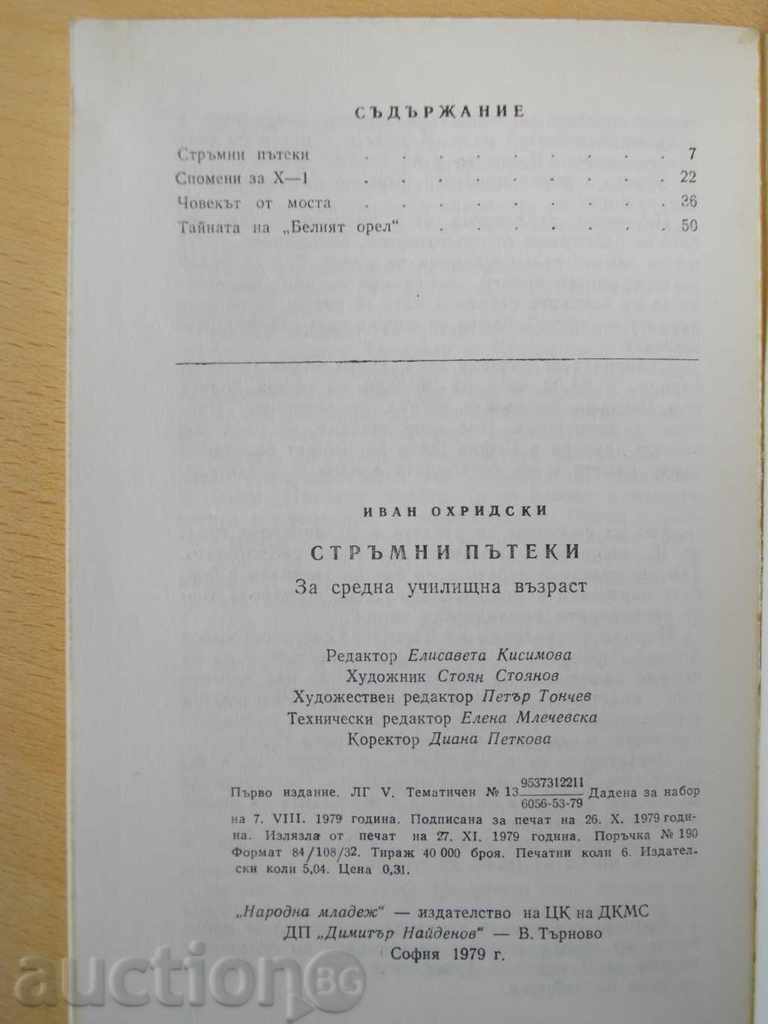 СЪДЪРЖАНИЕ
Стръмни пътеки . . . . . . . . . 7
Спомени за Х—1 . . . . . . . . . 22
Човекът от моста . . . . . . . . . 36
Тайната на „Белият орел“ . . . . . . . 50
ИВАН ОХРИДСКИ
СТРЪМНИ ПЪТЕКИ
За средна училищна възраст
Редактор Елисавета Кисимова
Художник Стоян Стоянов
Художествен редактор Петър Тончев
Технически редактор Елена Млечевска
Коректор Диана Петкова
Първо издание. ЛГ V. Тематичен № 13 9537312211/6056-53-79 Дадена за набор
на 7. VIII. 1979 година. Подписана за печат на 26. X. 1979 годи-
на. Излязла от печат на 27. XI. 1979 година. Поръчка № 190
Формат 84/108/32. Тираж 40 000 броя. Печатни коли 6. Издател-
ски коли 5,04. Цена 0,31.
„Народна младеж“ — издателство на ЦК на ДКМС
ДП „Димитър Найденов“ — В. Търново
София 1979 г.
auctionBG